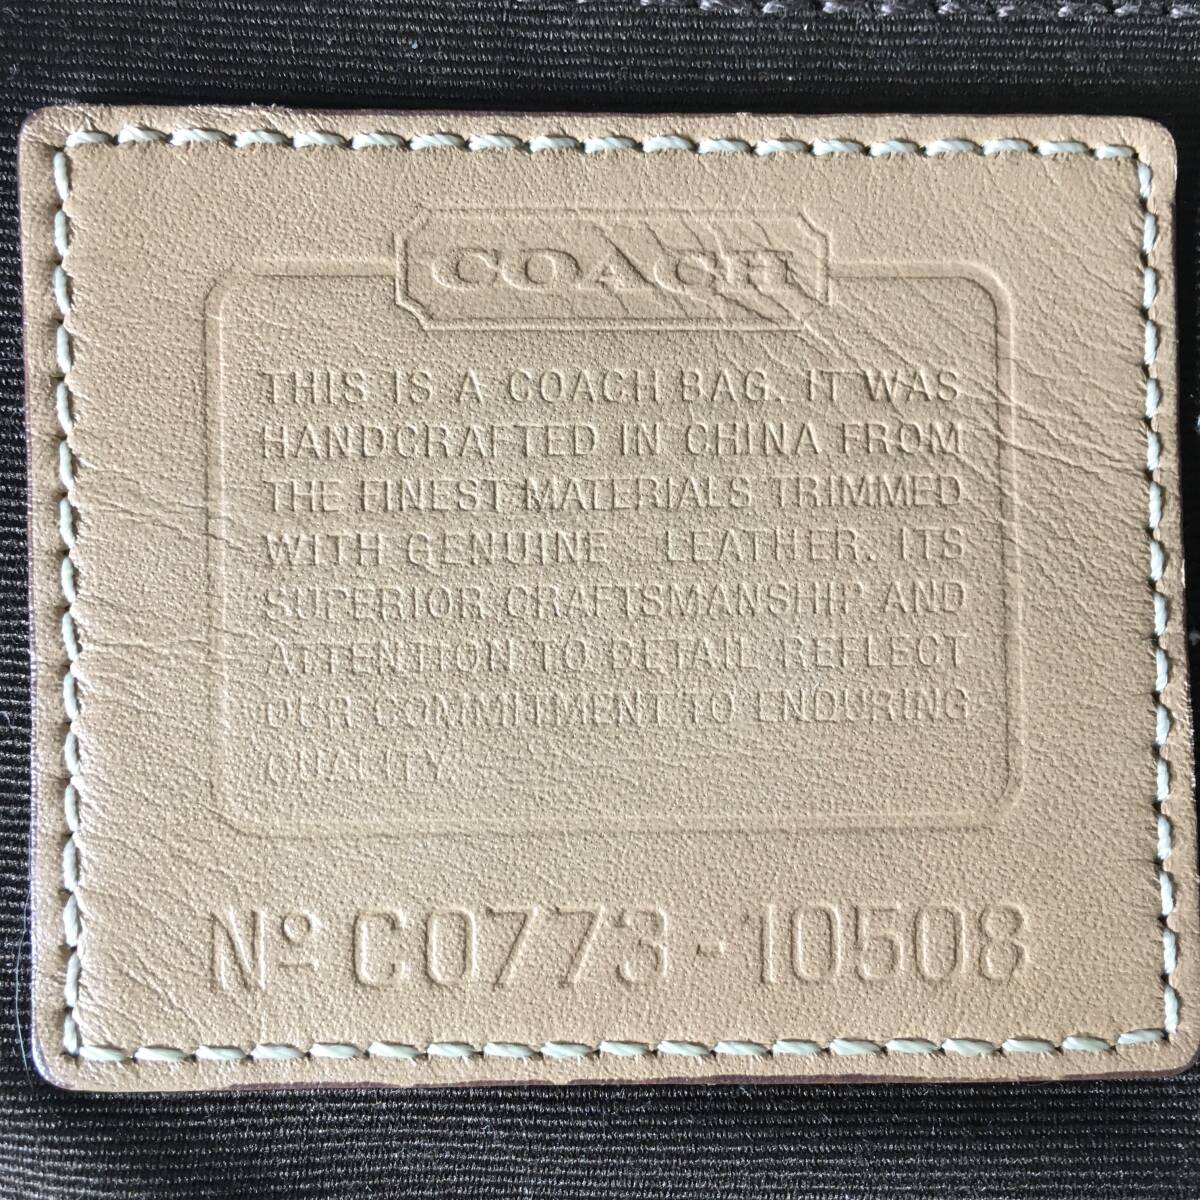 COACH
THIS IS A COACH BAG. IT WAS
HANDCRAFTED IN CHINA FROM
THE FINEST MATERIALS TRIMMED
WITH GENUINE LEATHER. ITS
SUPERIOR CRAFTSMANSHIP AND
ATTENTION TO DETAIL REFLECT
OUR COMMITMENT TO ENDURING
QUALITY.
Nº C0773-10508